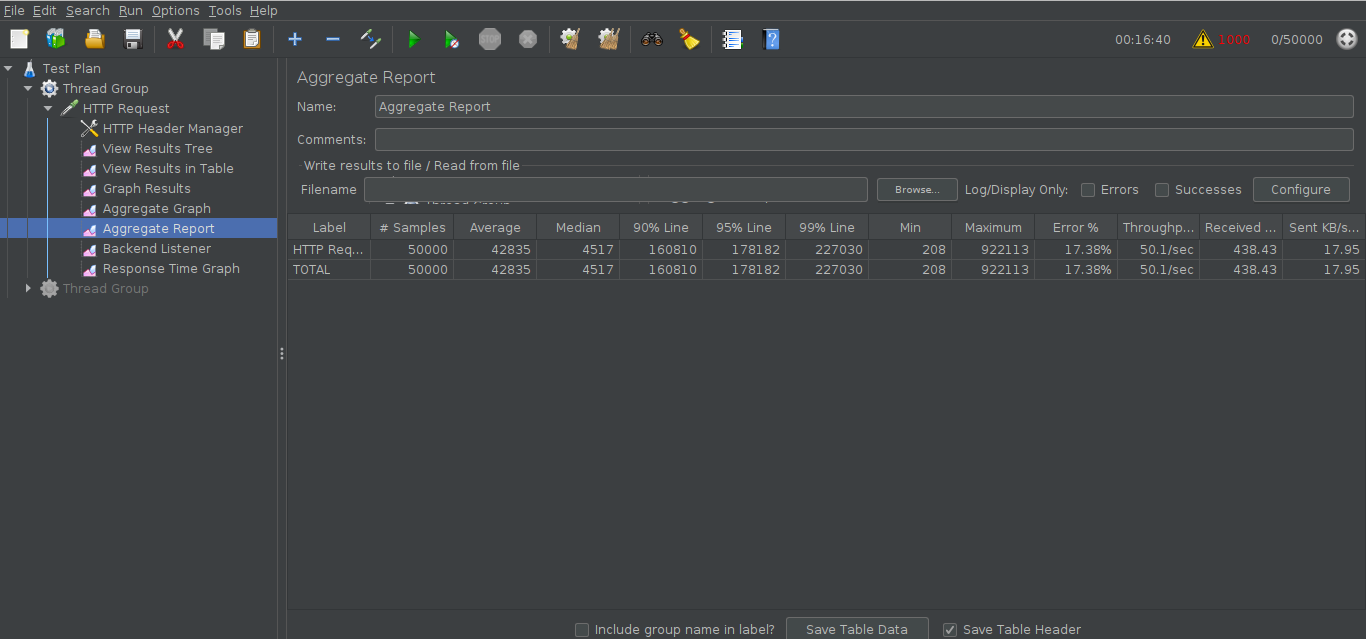 File Edit Search Run Options Tools Help
00:16:40 1000 0/50000
Test Plan
Thread Group
HTTP Request
HTTP Header Manager
View Results Tree
View Results in Table
Graph Results
Aggregate Graph
Aggregate Report
Backend Listener
Response Time Graph
Thread Group
Aggregate Report
Name: Aggregate Report
Comments:
Write results to file / Read from file
Filename Browse... Log/Display Only: Errors Successes Configure
Label # Samples Average Median 90% Line 95% Line 99% Line Min Maximum Error % Throughp... Received ... Sent KB/s...
HTTP Req... 50000 42835 4517 160810 178182 227030 208 922113 17.38% 50.1/sec 438.43 17.95
TOTAL 50000 42835 4517 160810 178182 227030 208 922113 17.38% 50.1/sec 438.43 17.95
Include group name in label? Save Table Data Save Table Header